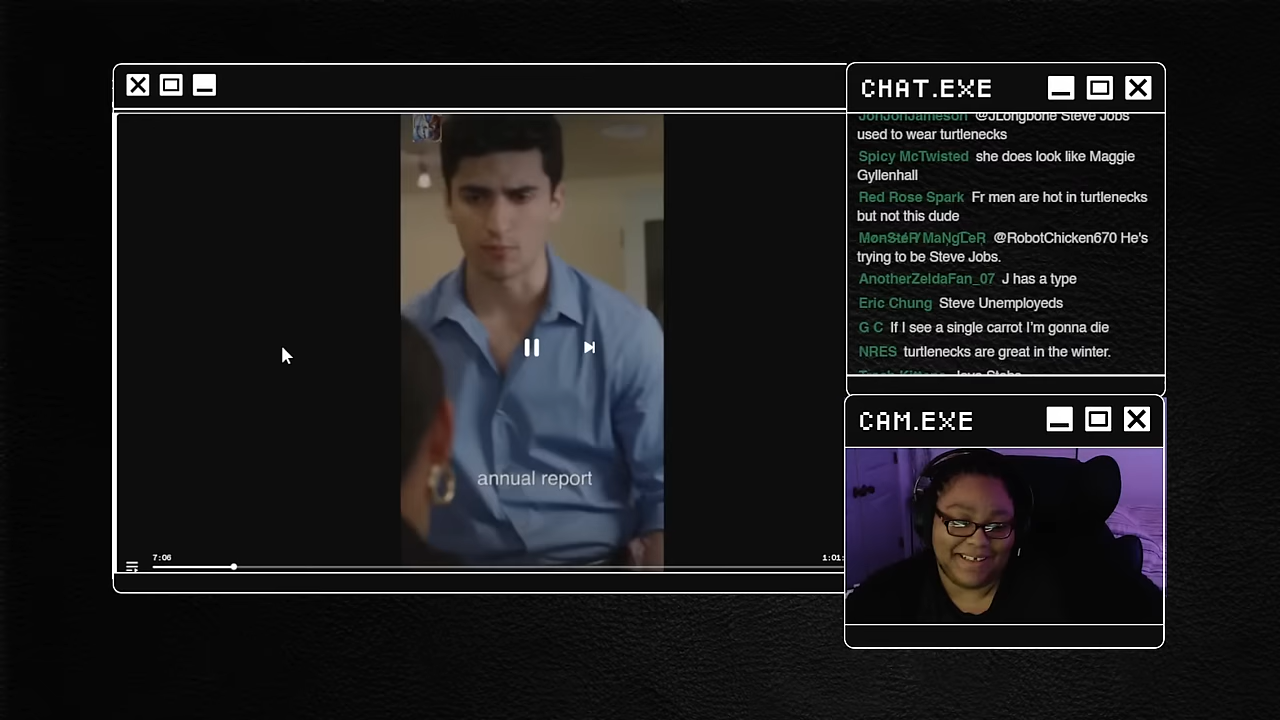 CHAT.EXE
JonJonJameson @JLongbone Steve Jobs
used to wear turtlenecks
Spicy McTwisted she does look like Maggie
Gyllenhall
Red Rose Spark Fr men are hot in turtlenecks
but not this dude
@RobotChicken670 He's
trying to be Steve Jobs.
AnotherZeldaFan_07 J has a type
Eric Chung Steve Unemployeds
G C If I see a single carrot I'm gonna die
NRES turtlenecks are great in the winter.
annual report
7:06
1:01:
CAM.EXE